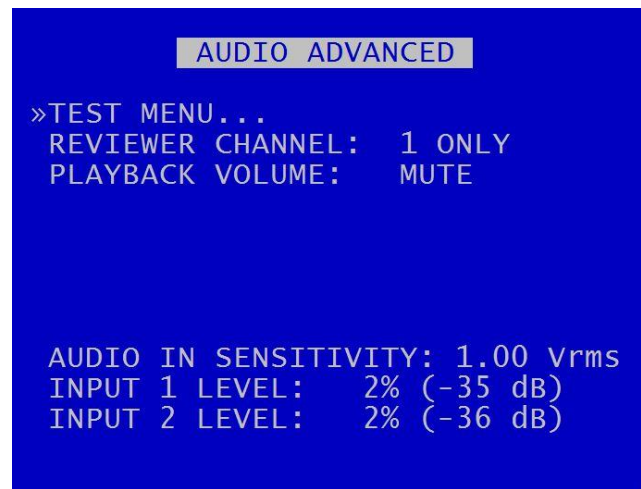 AUDIO ADVANCED
»TEST MENU...
REVIEWER CHANNEL: 1 ONLY
PLAYBACK VOLUME: MUTE
AUDIO IN SENSITIVITY: 1.00 Vrms
INPUT 1 LEVEL: 2% (-35 dB)
INPUT 2 LEVEL: 2% (-36 dB)